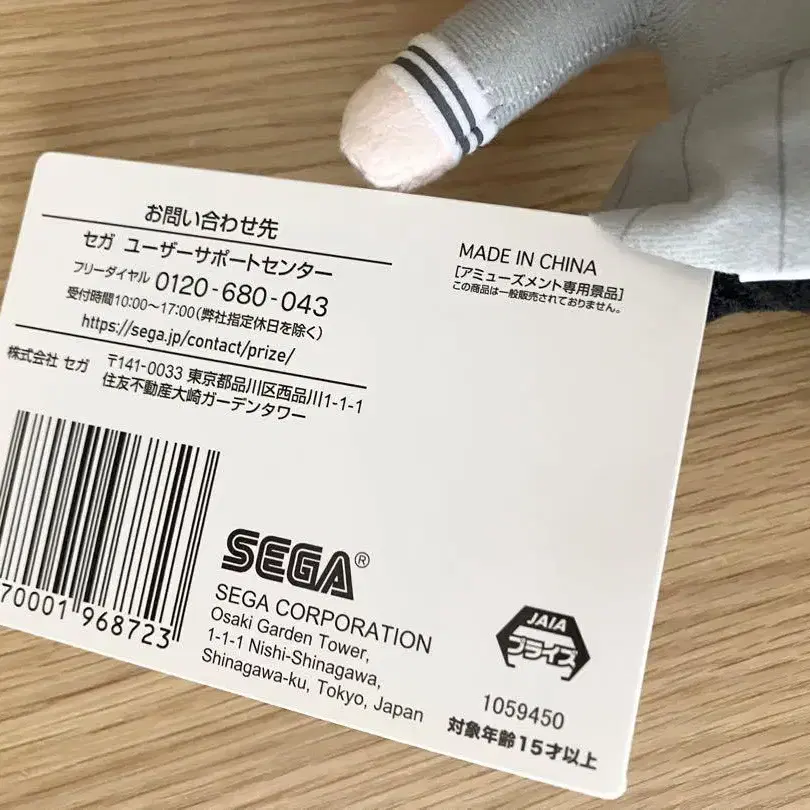 お問い合わせ先
セガ ユーザーサポートセンター
フリーダイヤル 0120-680-043
受付時間10:00～17:00(弊社指定休日を除く)
https://sega.jp/contact/prize/
株式会社 セガ 〒141-0033 東京都品川区西品川1-1-1
住友不動産大崎ガーデンタワー
MADE IN CHINA
[アミューズメント専用景品]
この商品は一般販売されておりません。
70001 968723
SEGA®
SEGA CORPORATION
Osaki Garden Tower,
1-1-1 Nishi-Shinagawa,
Shinagawa-ku, Tokyo, Japan
JAIA
プライズ
1059450
対象年齢15才以上